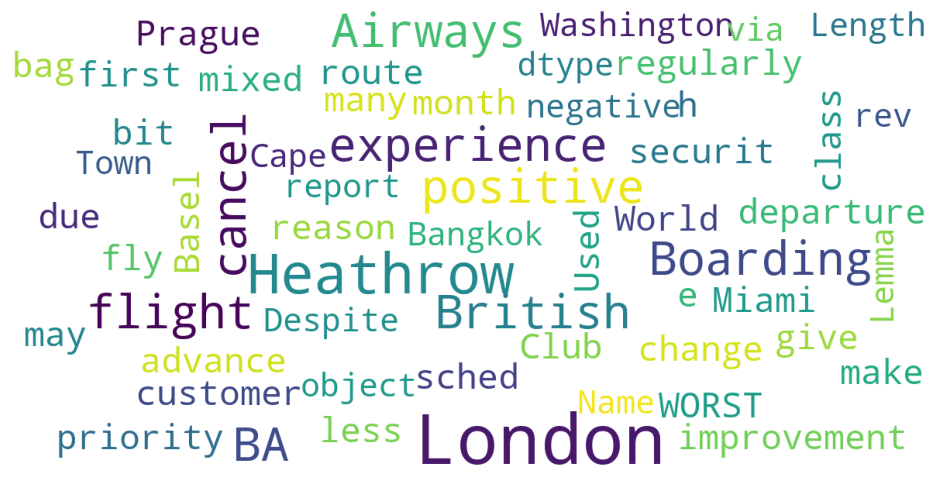 Prague
Airways
Washington
via
Length
bag
first
mixed
route
dtype
regularly
many
month
negative
h
class
rev
bit
Town
cancel
Cape
experience
securit
report
positive
due
Basel
reason
Bangkok
Used
World
departure
fly
Heathrow
Boarding
Lemma
flight
Despite
British
e
Miami
may
advance
Club
change
give
customer
object
sched
make
Name
WORST
priority
BA
less
London
improvement